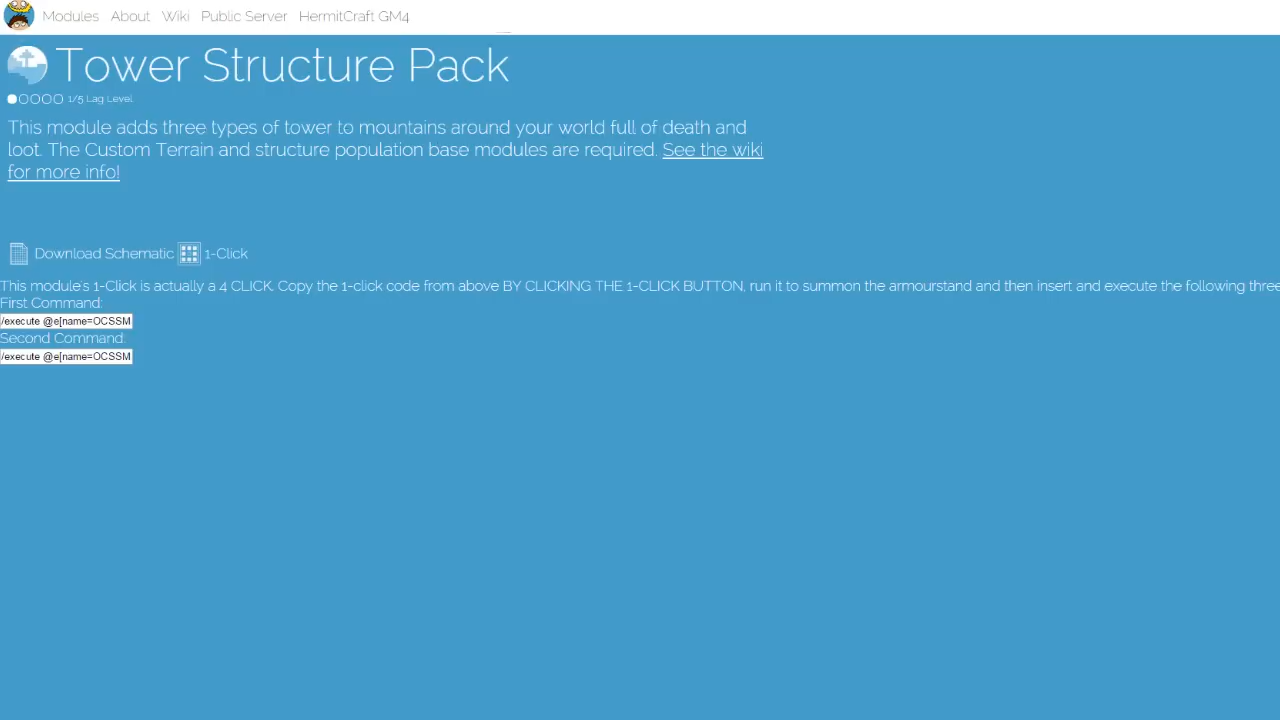 Modules About Wiki Public Server HermitCraft GM4
Tower Structure Pack
1/5 Lag Level
This module adds three types of tower to mountains around your world full of death and
loot. The Custom Terrain and structure population base modules are required. See the wiki
for more info!
Download Schematic 1-Click
This module's 1-Click is actually a 4 CLICK. Copy the 1-click code from above BY CLICKING THE 1-CLICK BUTTON, run it to summon the armourstand and then insert and execute the following three
First Command:
/execute @e[name=OCSSM
Second Command:
/execute @e[name=OCSSM